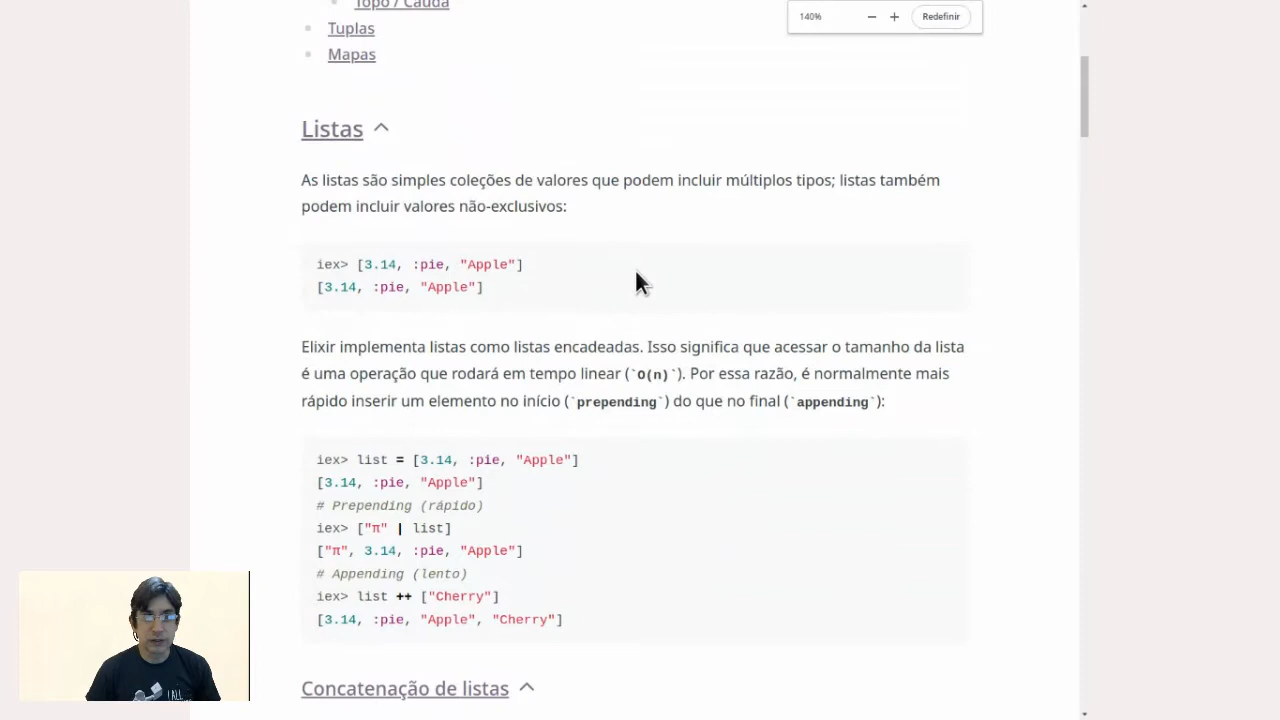 Topo / Cauda
140%
Redefinir
Tuplas
Mapas
Listas
As listas são simples coleções de valores que podem incluir múltiplos tipos; listas também
podem incluir valores não-exclusivos:
iex> [3.14, :pie, "Apple"]
[3.14, :pie, "Apple"]
Elixir implementa listas como listas encadeadas. Isso significa que acessar o tamanho da lista
é uma operação que rodará em tempo linear (`O(n)`). Por essa razão, é normalmente mais
rápido inserir um elemento no início (`prepending`) do que no final (`appending`):
iex> list = [3.14, :pie, "Apple"]
[3.14, :pie, "Apple"]
# Prepending (rápido)
iex> ["π" | list]
["π", 3.14, :pie, "Apple"]
# Appending (lento)
iex> list ++ ["Cherry"]
[3.14, :pie, "Apple", "Cherry"]
Concatenação de listas
I ALL